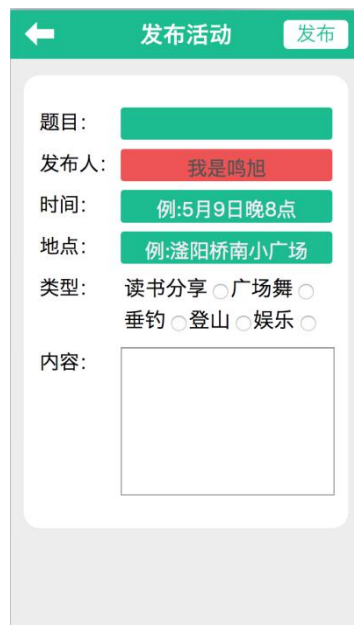 发布活动 发布
题目：
发布人： 我是鸣旭
时间： 例:5月9日晚8点
地点： 例:滏阳桥南小广场
类型： 读书分享 广场舞
垂钓 登山 娱乐
内容：